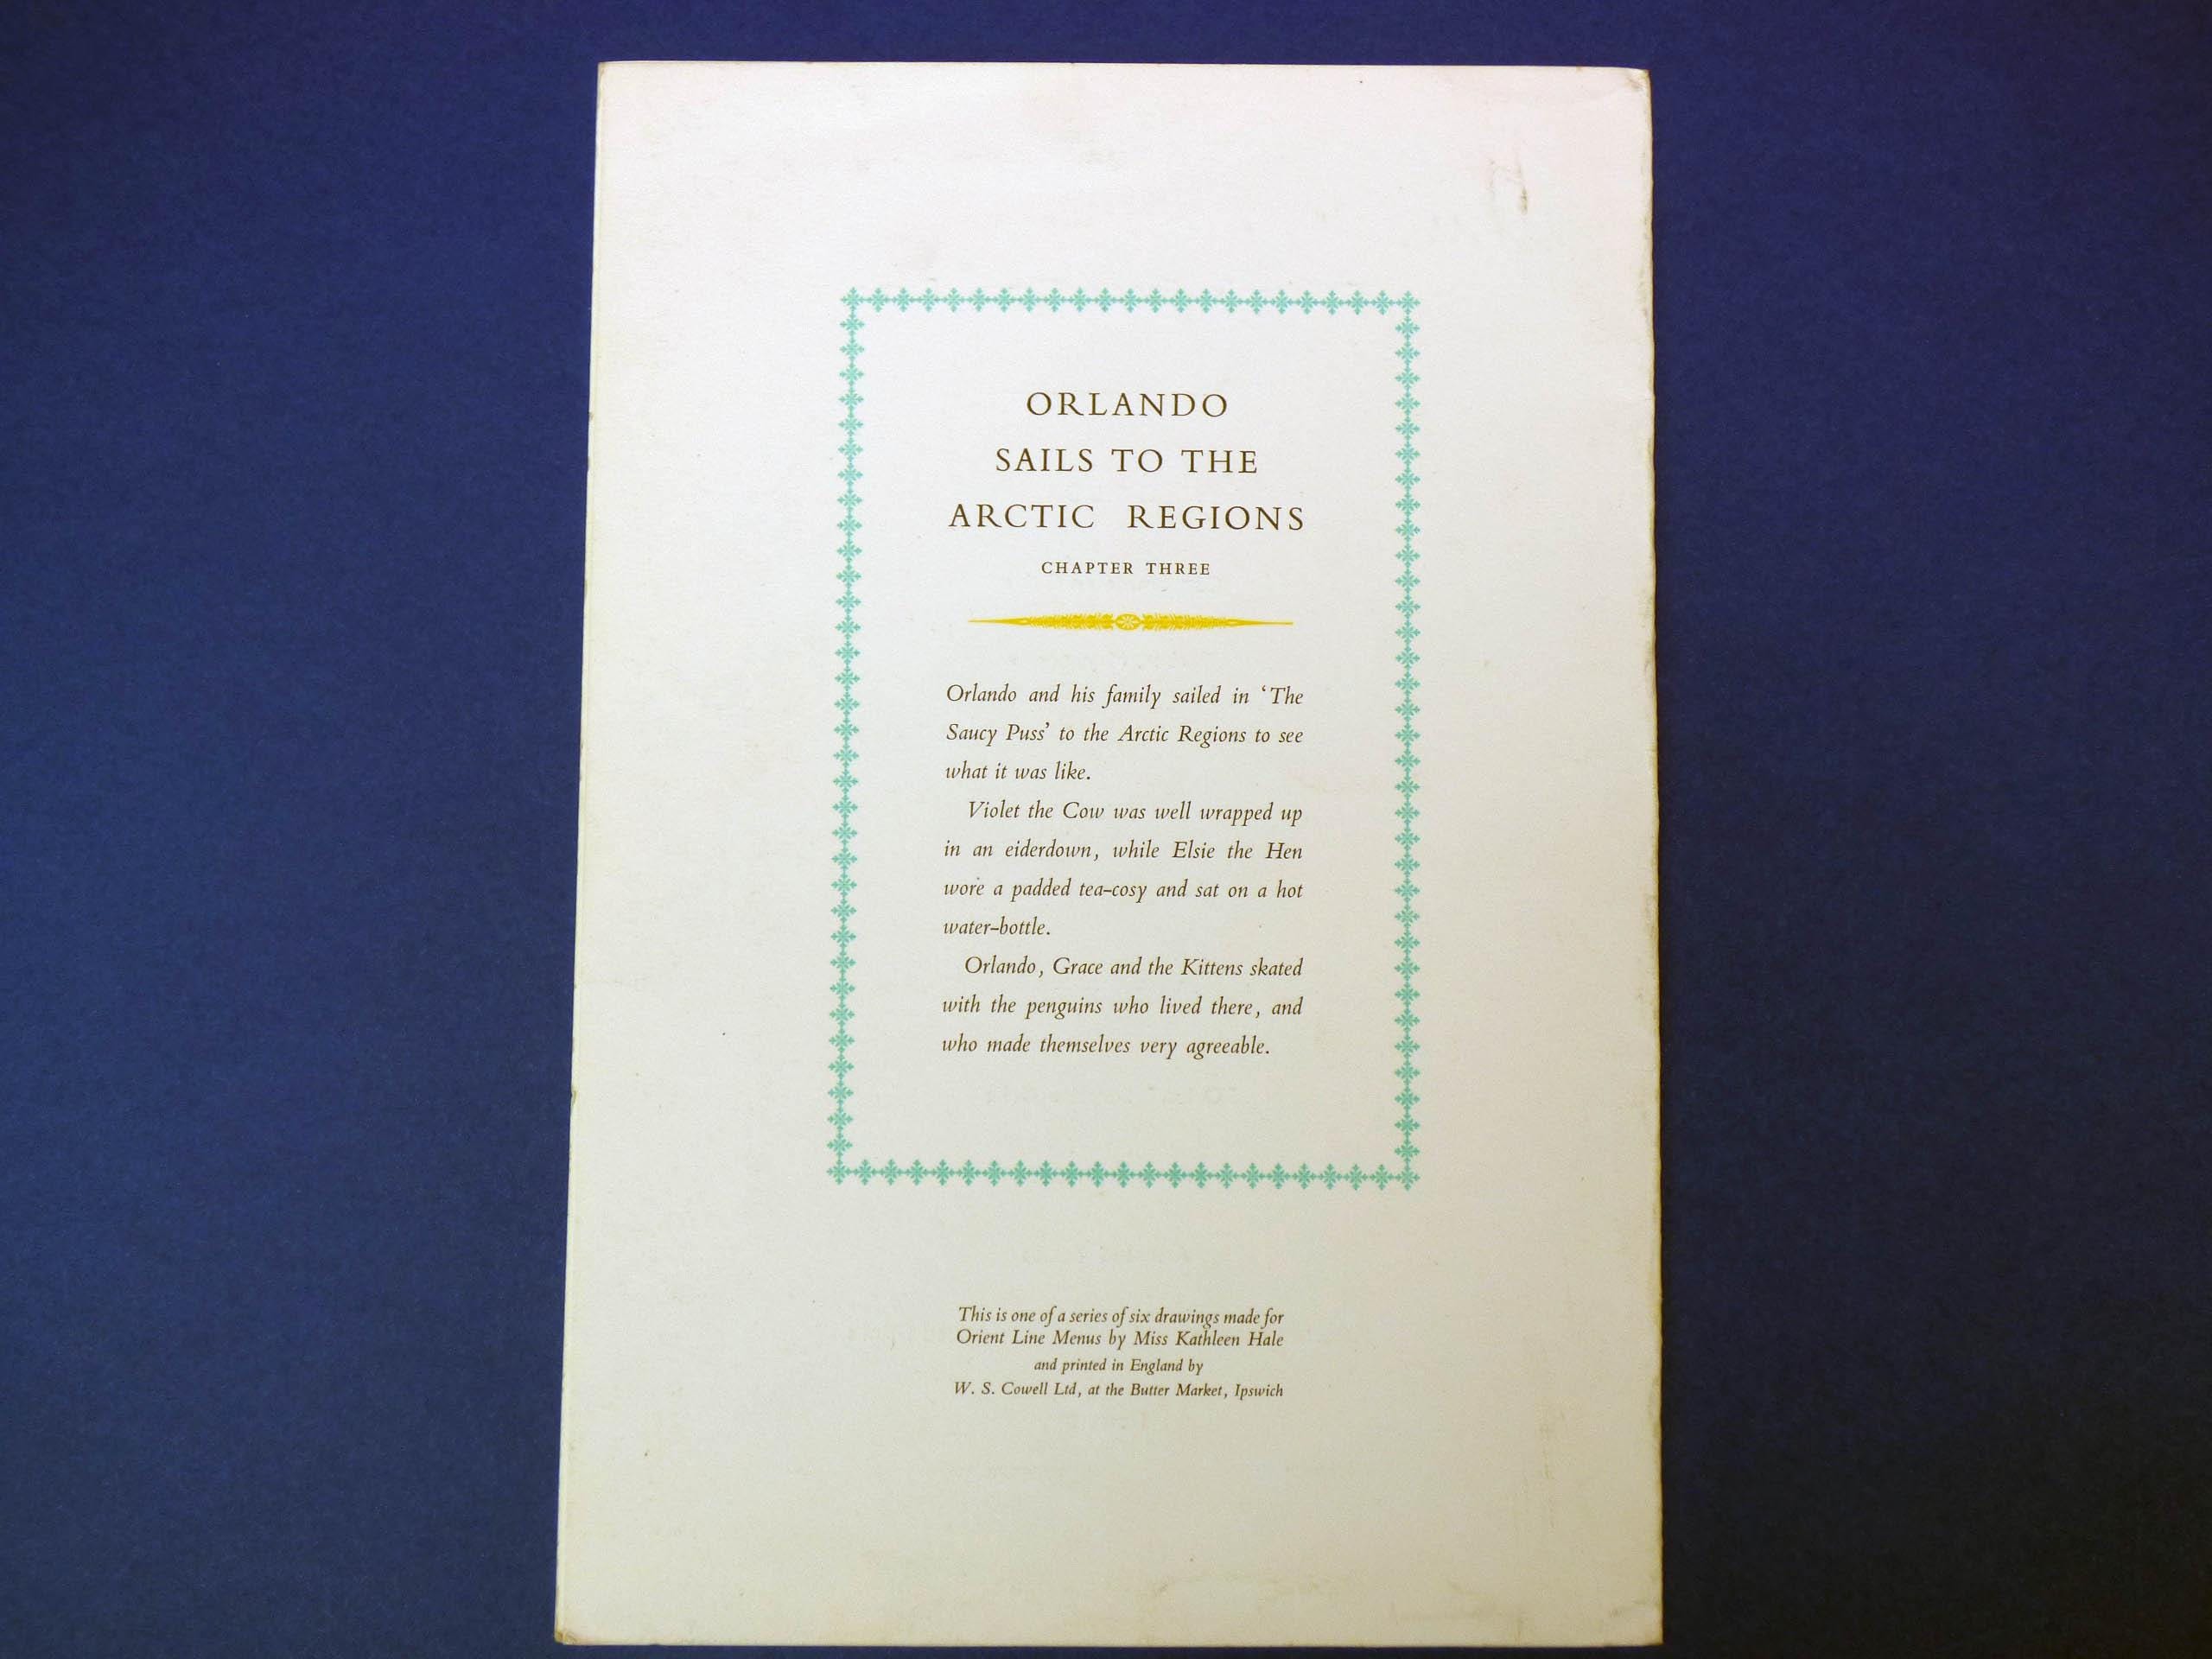 ORLANDO
SAILS TO THE
ARCTIC REGIONS
CHAPTER THREE
Orlando and his family sailed in ‘The
Saucy Puss’ to the Arctic Regions to see
what it was like.
Violet the Cow was well wrapped up
in an eiderdown, while Elsie the Hen
wore a padded tea-cosy and sat on a hot
water-bottle.
Orlando, Grace and the Kittens skated
with the penguins who lived there, and
who made themselves very agreeable.
This is one of a series of six drawings made for
Orient Line Menus by Miss Kathleen Hale
and printed in England by
W. S. Cowell Ltd, at the Butter Market, Ipswich